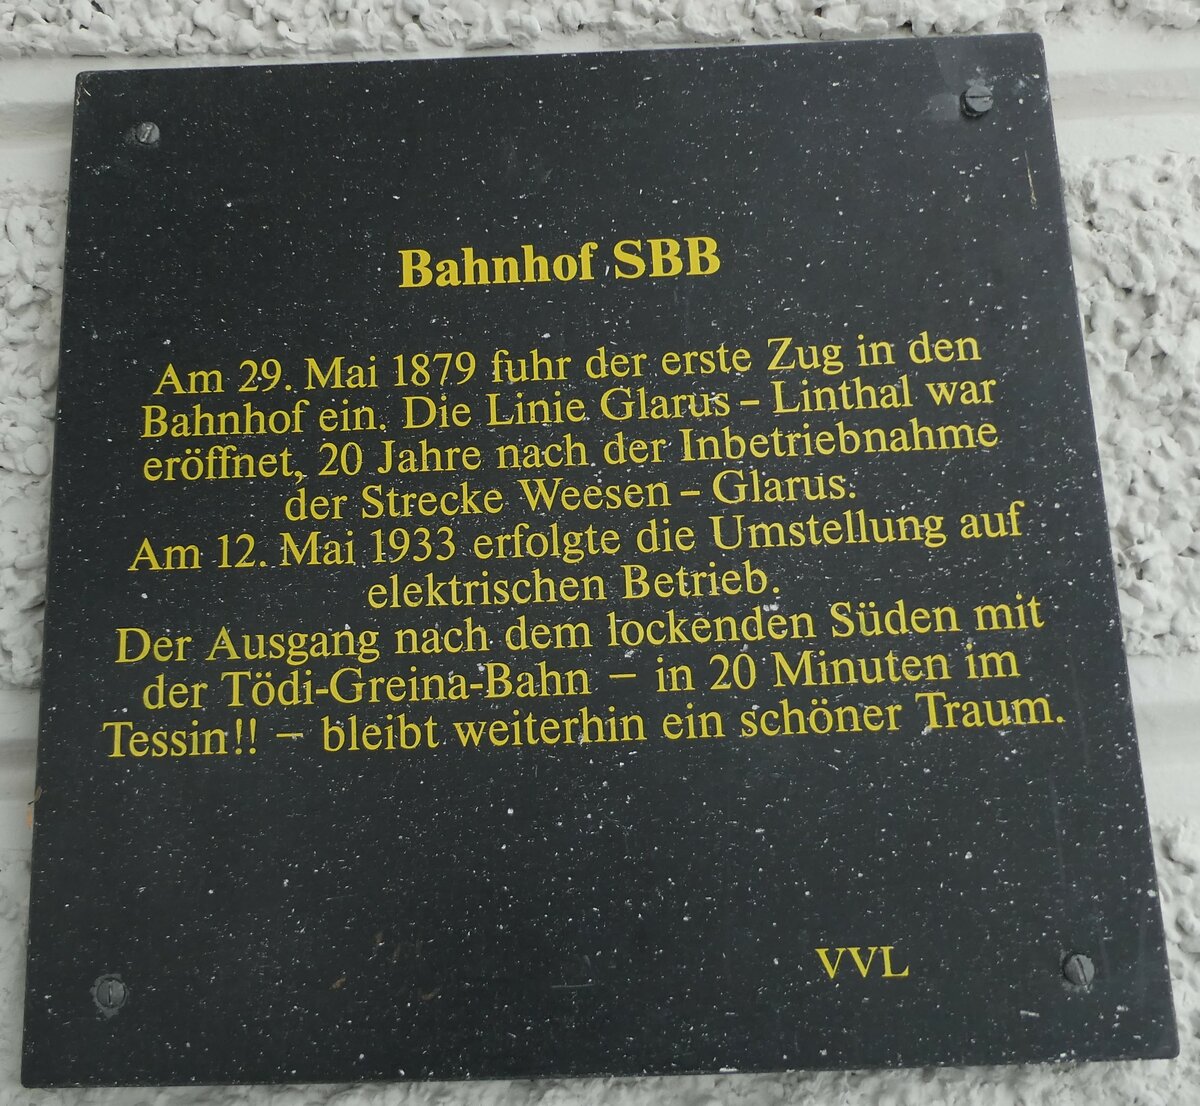 Bahnhof SBB
Am 29. Mai 1879 fuhr der erste Zug in den
Bahnhof ein. Die Linie Glarus – Linthal war
eröffnet, 20 Jahre nach der Inbetriebnahme
der Strecke Weesen – Glarus.
Am 12. Mai 1933 erfolgte die Umstellung auf
elektrischen Betrieb.
Der Ausgang nach dem lockenden Süden mit
der Tödi-Greina-Bahn – in 20 Minuten im
Tessin!! – bleibt weiterhin ein schöner Traum.
VVL